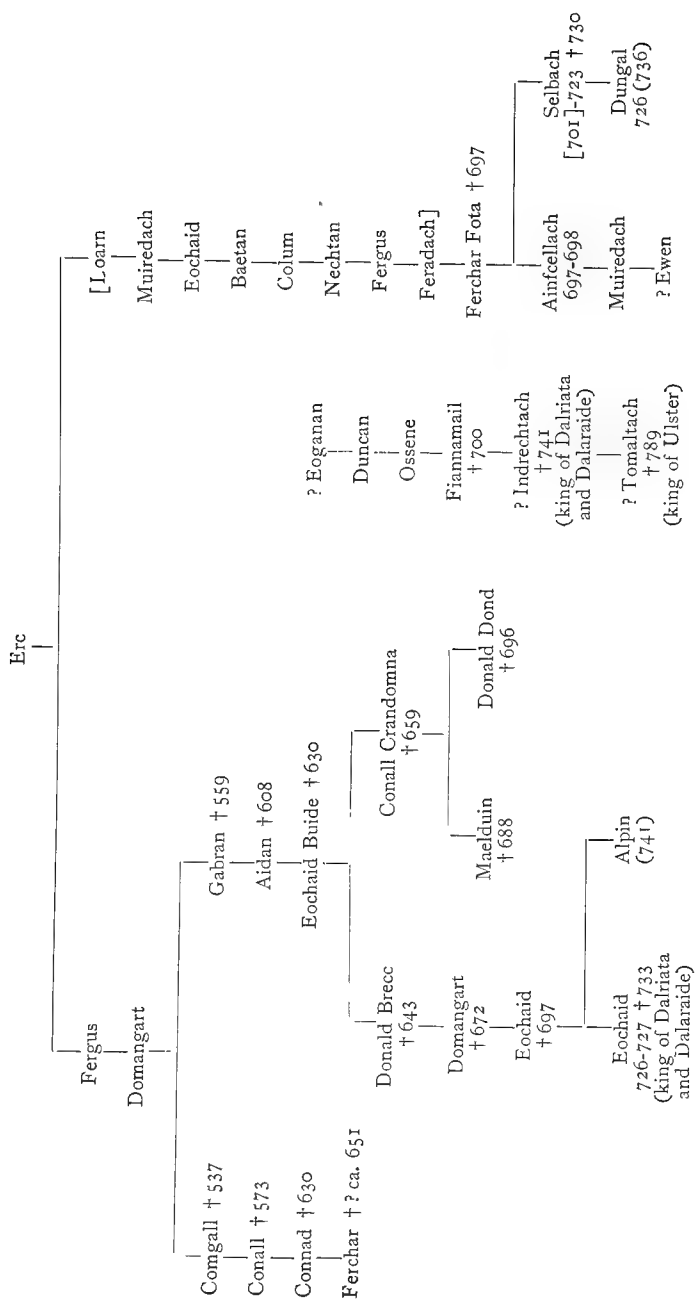 Erc
Fergus
Domangart
Comgall † 537
Conall † 573
Connad † 630
Ferchar † ? ca. 651
Gabran † 559
Aidan † 608
Eochaid Buide † 630
Donald Brecc
† 643
Domangart
† 672
Eochaid
† 697
Eochaid
726-727 † 733
(king of Dalriata
and Dalaraide)
Alpin
(741)
Conall Crandomna
† 659
Maelduin
† 688
Donald Dond
† 696
? Eoganan
Duncan
Ossene
Fiannamail
† 700
? Indrechtach
† 741
(king of Dalriata
and Dalaraide)
? Tomaltach
† 789
(king of Ulster)
[Loarn
Muiredach
Eochaid
Baetan
Colum
Nechtan
Fergus
Feradach]
Ferchar Fota † 697
Ainfcellach
697-698
Muiredach
? Ewen
Selbach
[701]-723 † 730
Dungal
726 (736)